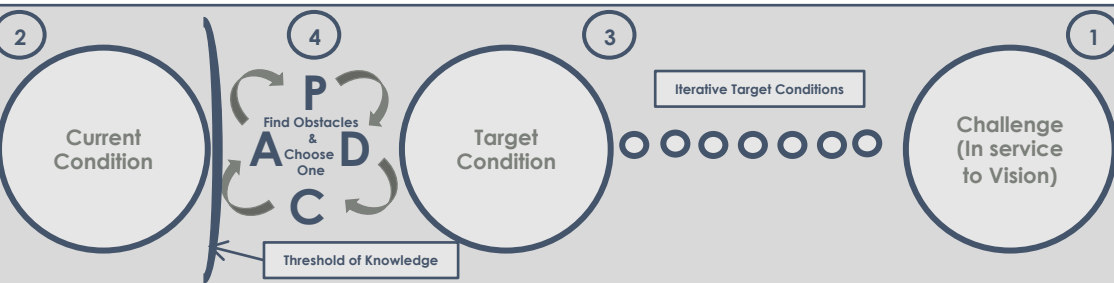 2
4
3
1
Current
Condition
P
Find Obstacles
&
A Choose D
One
C
Target
Condition
Iterative Target Conditions
Challenge
(In service
to Vision)
Threshold of Knowledge